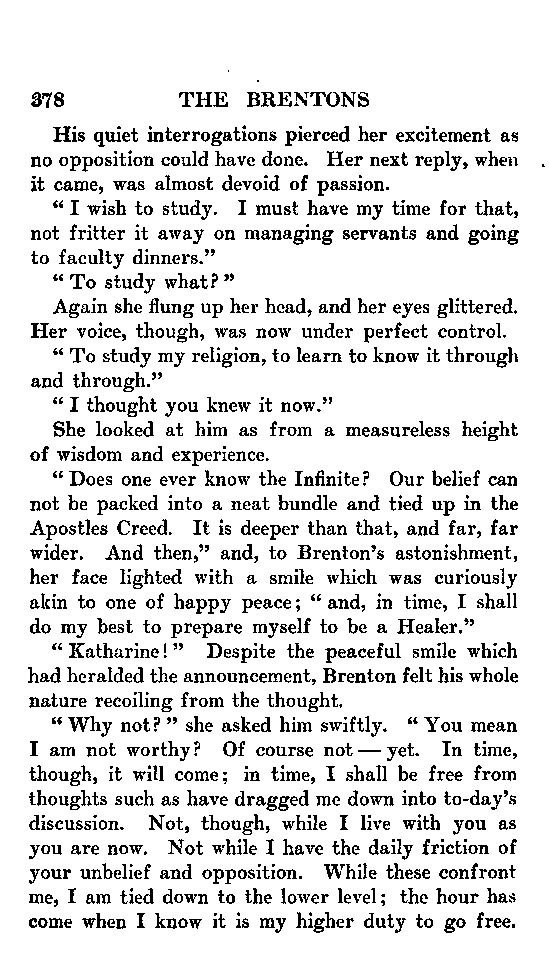 378 THE BRENTONS
His quiet interrogations pierced her excitement as
no opposition could have done. Her next reply, when
it came, was almost devoid of passion.
“ I wish to study. I must have my time for that,
not fritter it away on managing servants and going
to faculty dinners.”
“ To study what? ”
Again she flung up her head, and her eyes glittered.
Her voice, though, was now under perfect control.
“ To study my religion, to learn to know it through
and through.”
“ I thought you knew it now.”
She looked at him as from a measureless height
of wisdom and experience.
“ Does one ever know the Infinite? Our belief can
not be packed into a neat bundle and tied up in the
Apostles Creed. It is deeper than that, and far, far
wider. And then,” and, to Brenton’s astonishment,
her face lighted with a smile which was curiously
akin to one of happy peace; “ and, in time, I shall
do my best to prepare myself to be a Healer.”
“ Katharine! ” Despite the peaceful smile which
had heralded the announcement, Brenton felt his whole
nature recoiling from the thought.
“ Why not? ” she asked him swiftly. “ You mean
I am not worthy? Of course not — yet. In time,
though, it will come; in time, I shall be free from
thoughts such as have dragged me down into to-day’s
discussion. Not, though, while I live with you as
you are now. Not while I have the daily friction of
your unbelief and opposition. While these confront
me, I am tied down to the lower level; the hour has
come when I know it is my higher duty to go free.